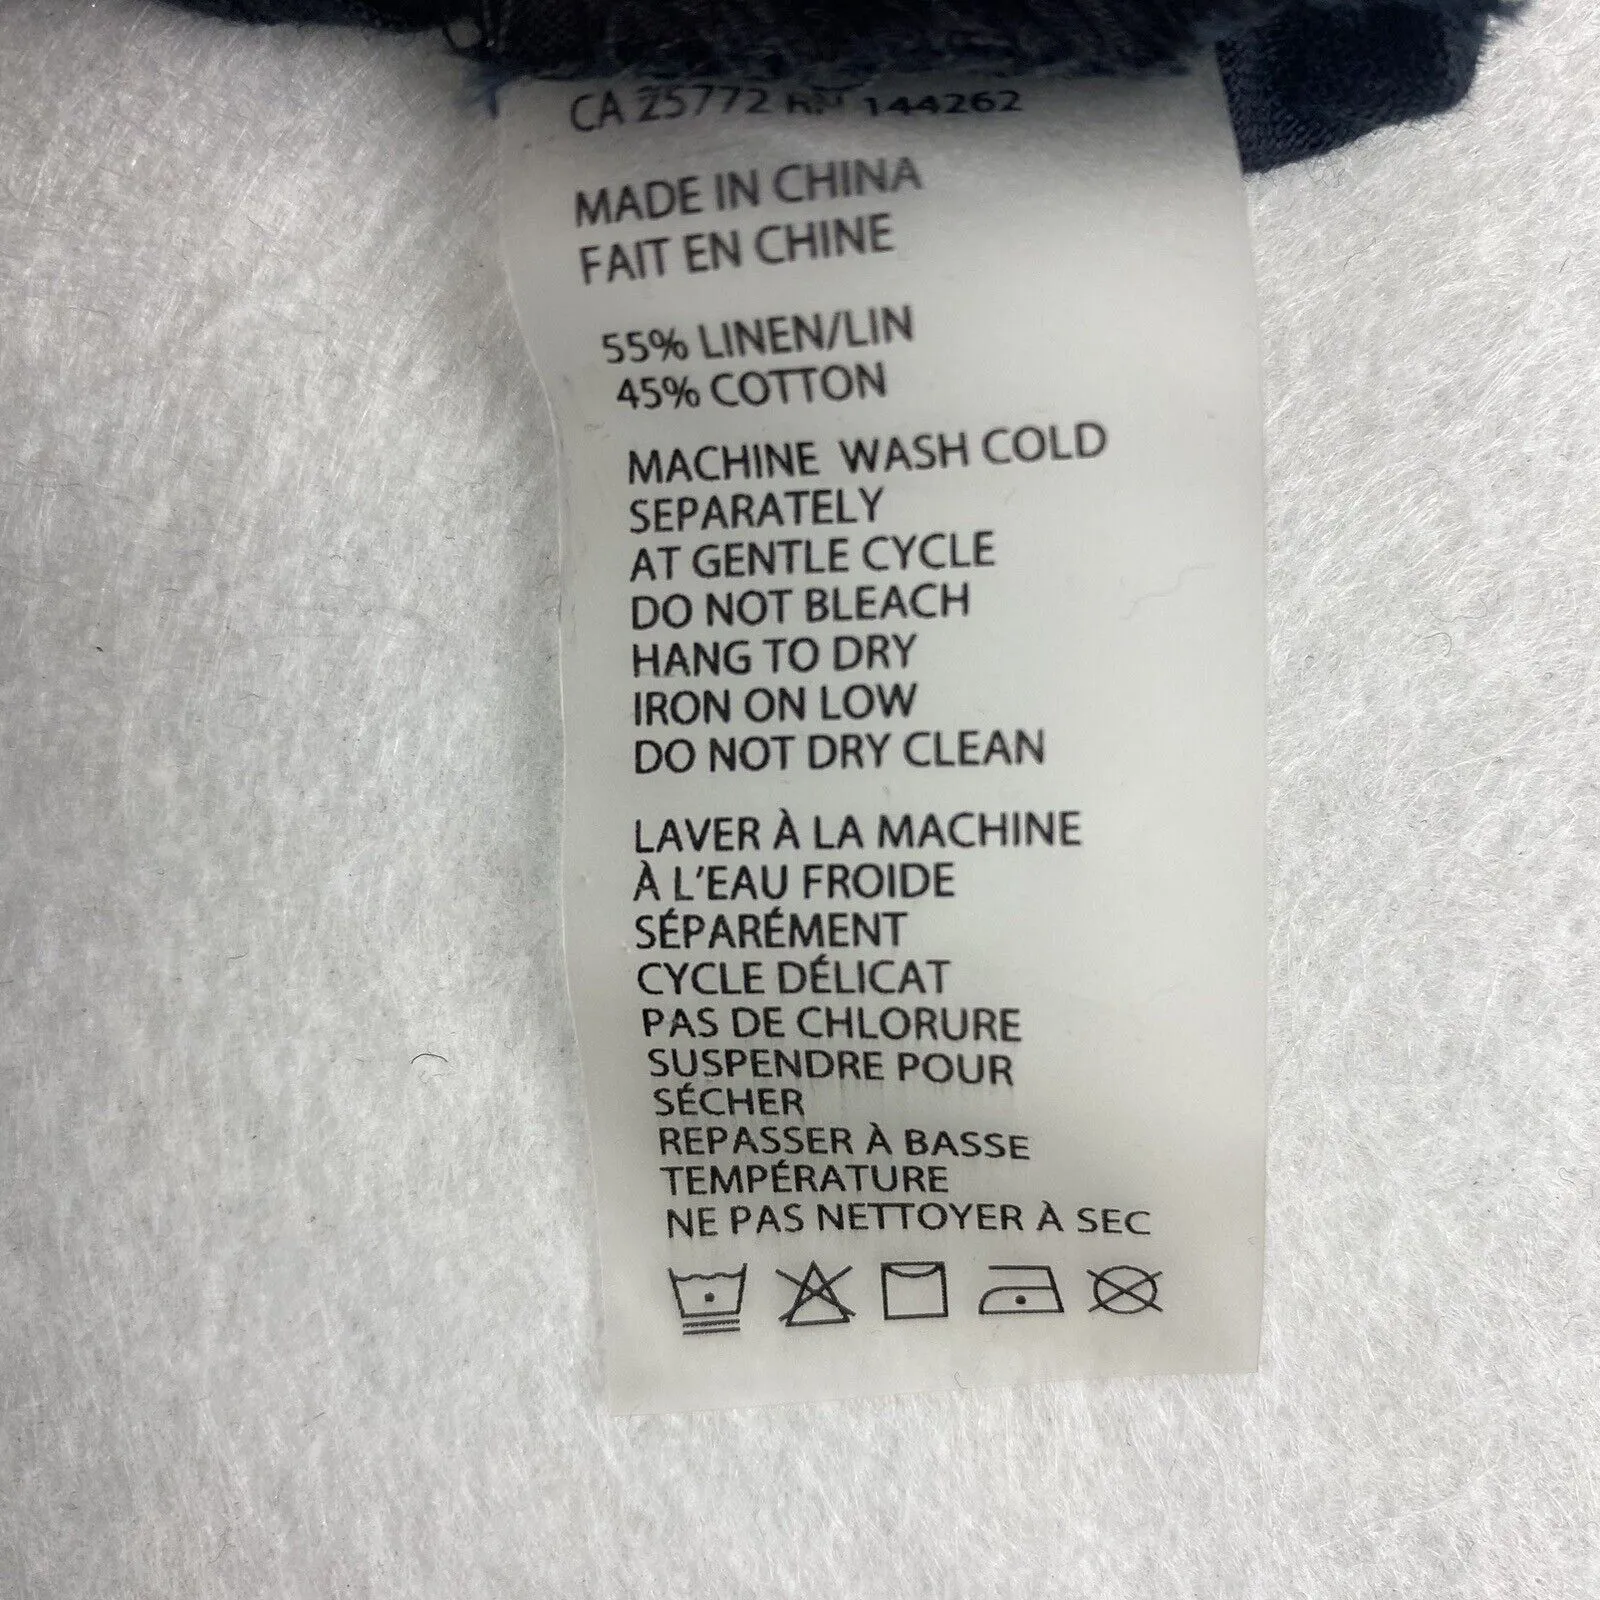 CA 25772 RN 144262
MADE IN CHINA
FAIT EN CHINE
55% LINEN/LIN
45% COTTON
MACHINE WASH COLD
SEPARATELY
AT GENTLE CYCLE
DO NOT BLEACH
HANG TO DRY
IRON ON LOW
DO NOT DRY CLEAN
LAVER À LA MACHINE
À L'EAU FROIDE
SÉPARÉMENT
CYCLE DÉLICAT
PAS DE CHLORURE
SUSPENDRE POUR
SÉCHER
REPASSER À BASSE
TEMPÉRATURE
NE PAS NETTOYER À SEC